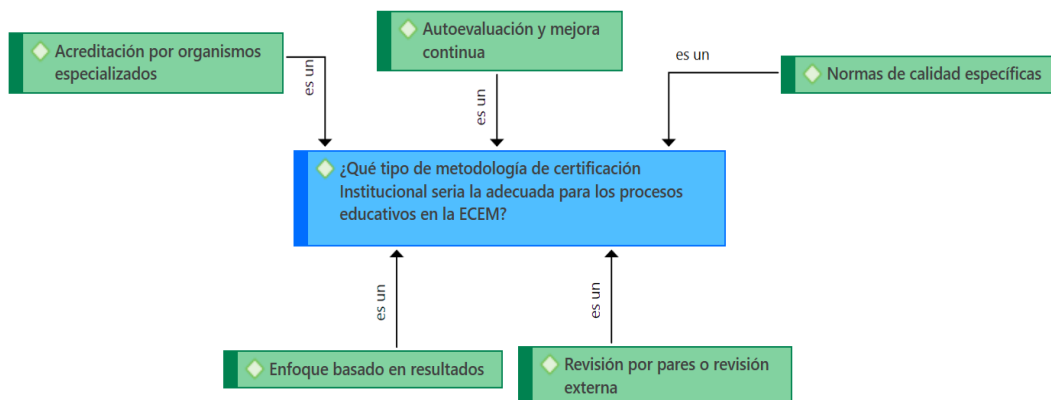 Acreditación por organismos
especializados
Autoevaluación y mejora
continua
Normas de calidad específicas
es un
es un
es un
¿Qué tipo de metodología de certificación
Institucional seria la adecuada para los procesos
educativos en la ECEM?
es un
es un
Enfoque basado en resultados
Revisión por pares o revisión
externa